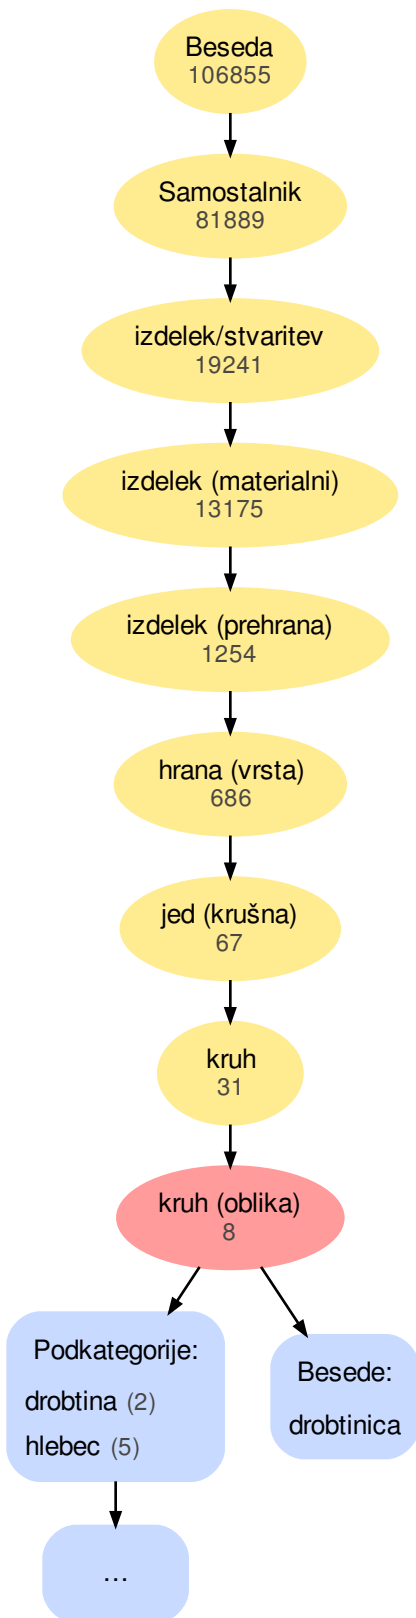 Beseda
106855
Samostalnik
81889
izdelek/stvaritev
19241
izdelek (materialni)
13175
izdelek (prehrana)
1254
hrana (vrsta)
686
jed (krušna)
67
kruh
31
kruh (oblika)
8
Podkategorije:
drobtina (2)
hlebec (5)
Besede:
drobtinica
...